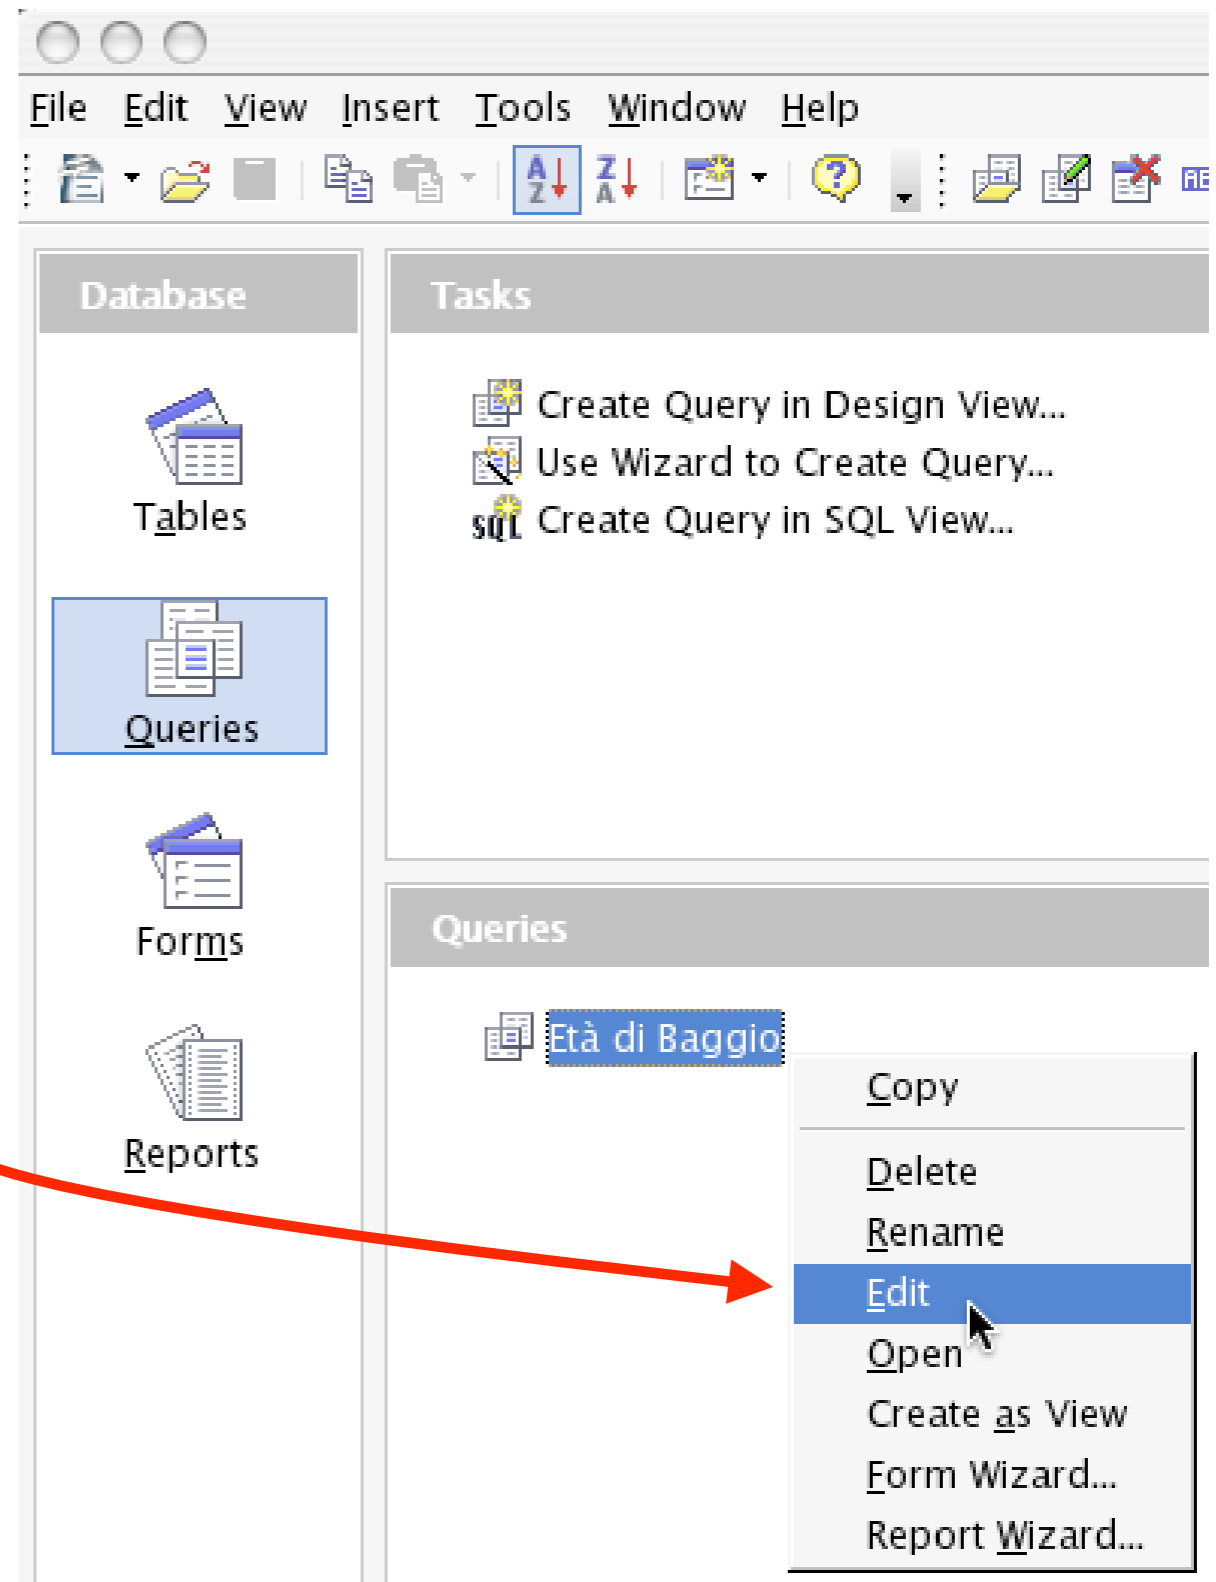 File Edit View Insert Tools Window Help
Database
Tables
Queries
Forms
Reports
Tasks
Create Query in Design View...
Use Wizard to Create Query...
SQL Create Query in SQL View...
Queries
Età di Baggio
Copy
Delete
Rename
Edit
Open
Create as View
Form Wizard...
Report Wizard...